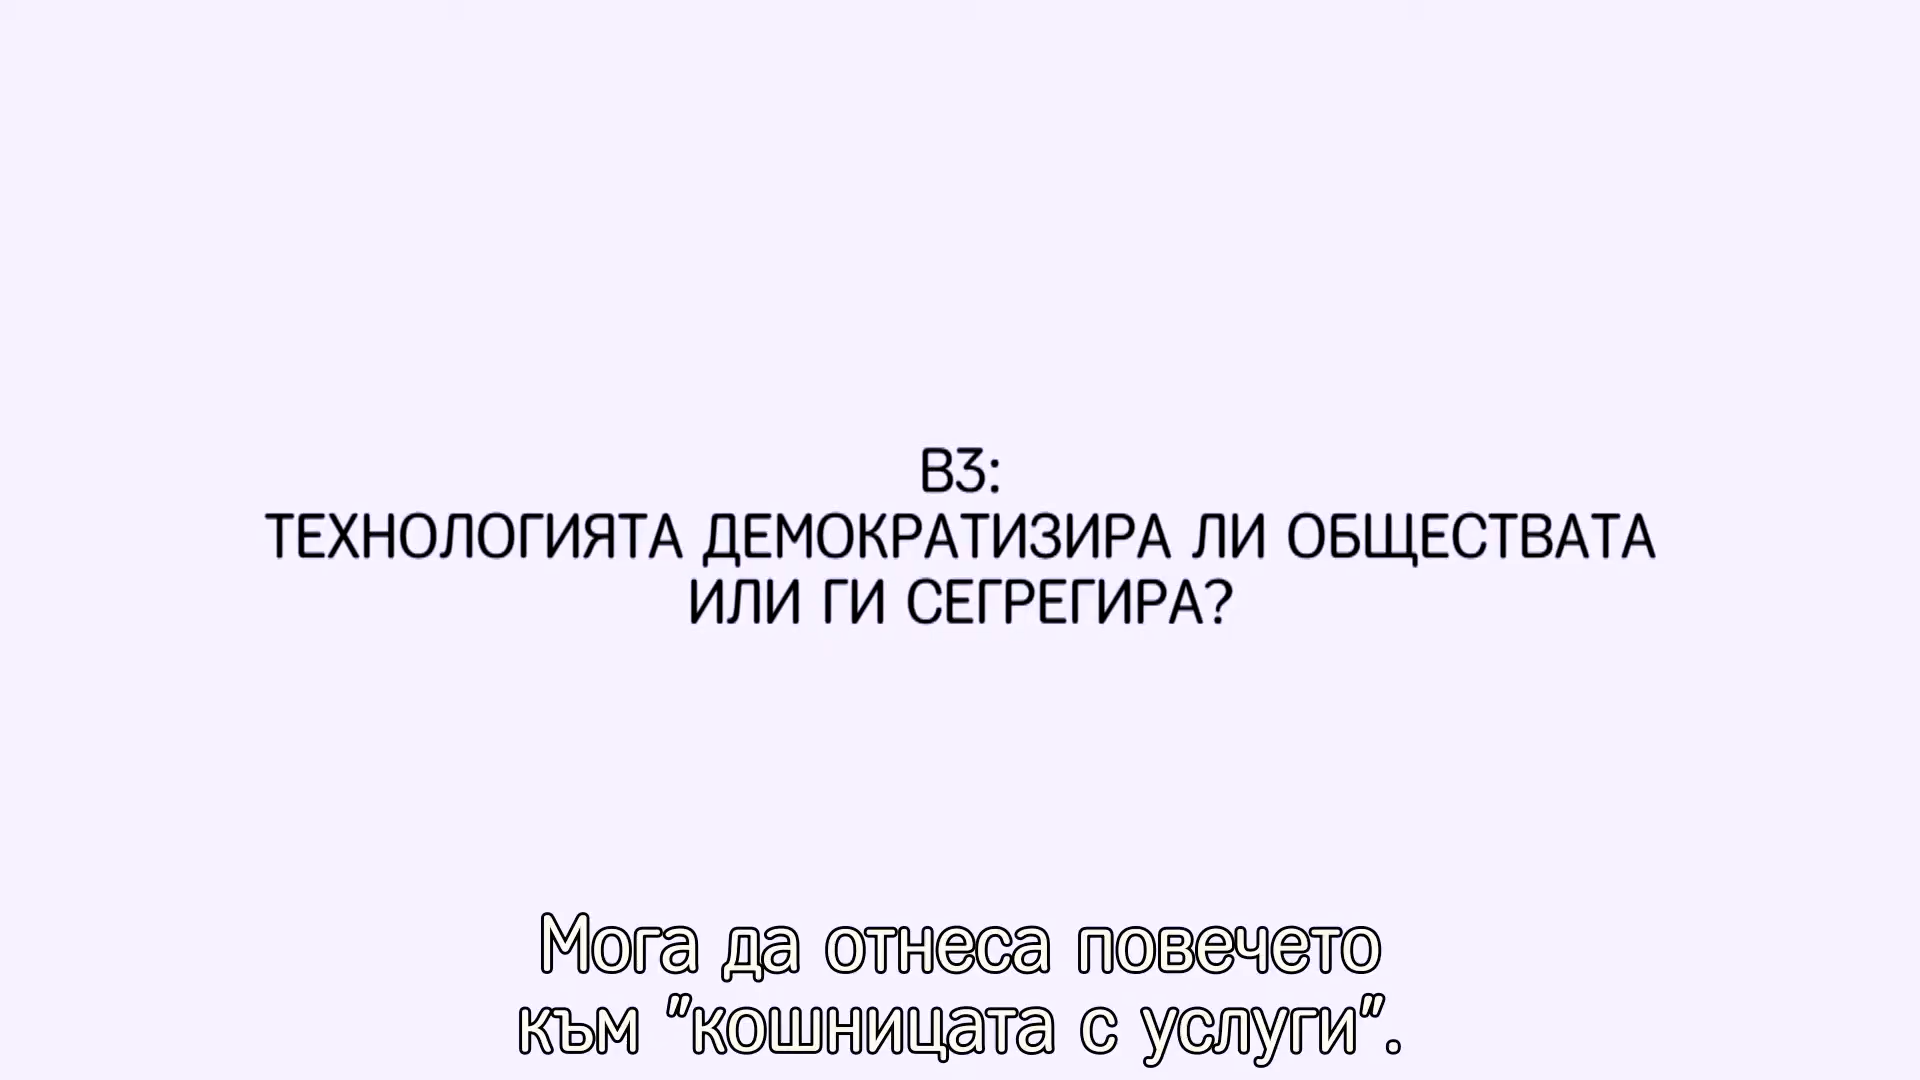 В3:
ТЕХНОЛОГИЯТА ДЕМОКРАТИЗИРА ЛИ ОБЩЕСТВАТА
ИЛИ ГИ СЕГРЕГИРА?
Мога да отнеса повечето
към "кошницата с услуги".